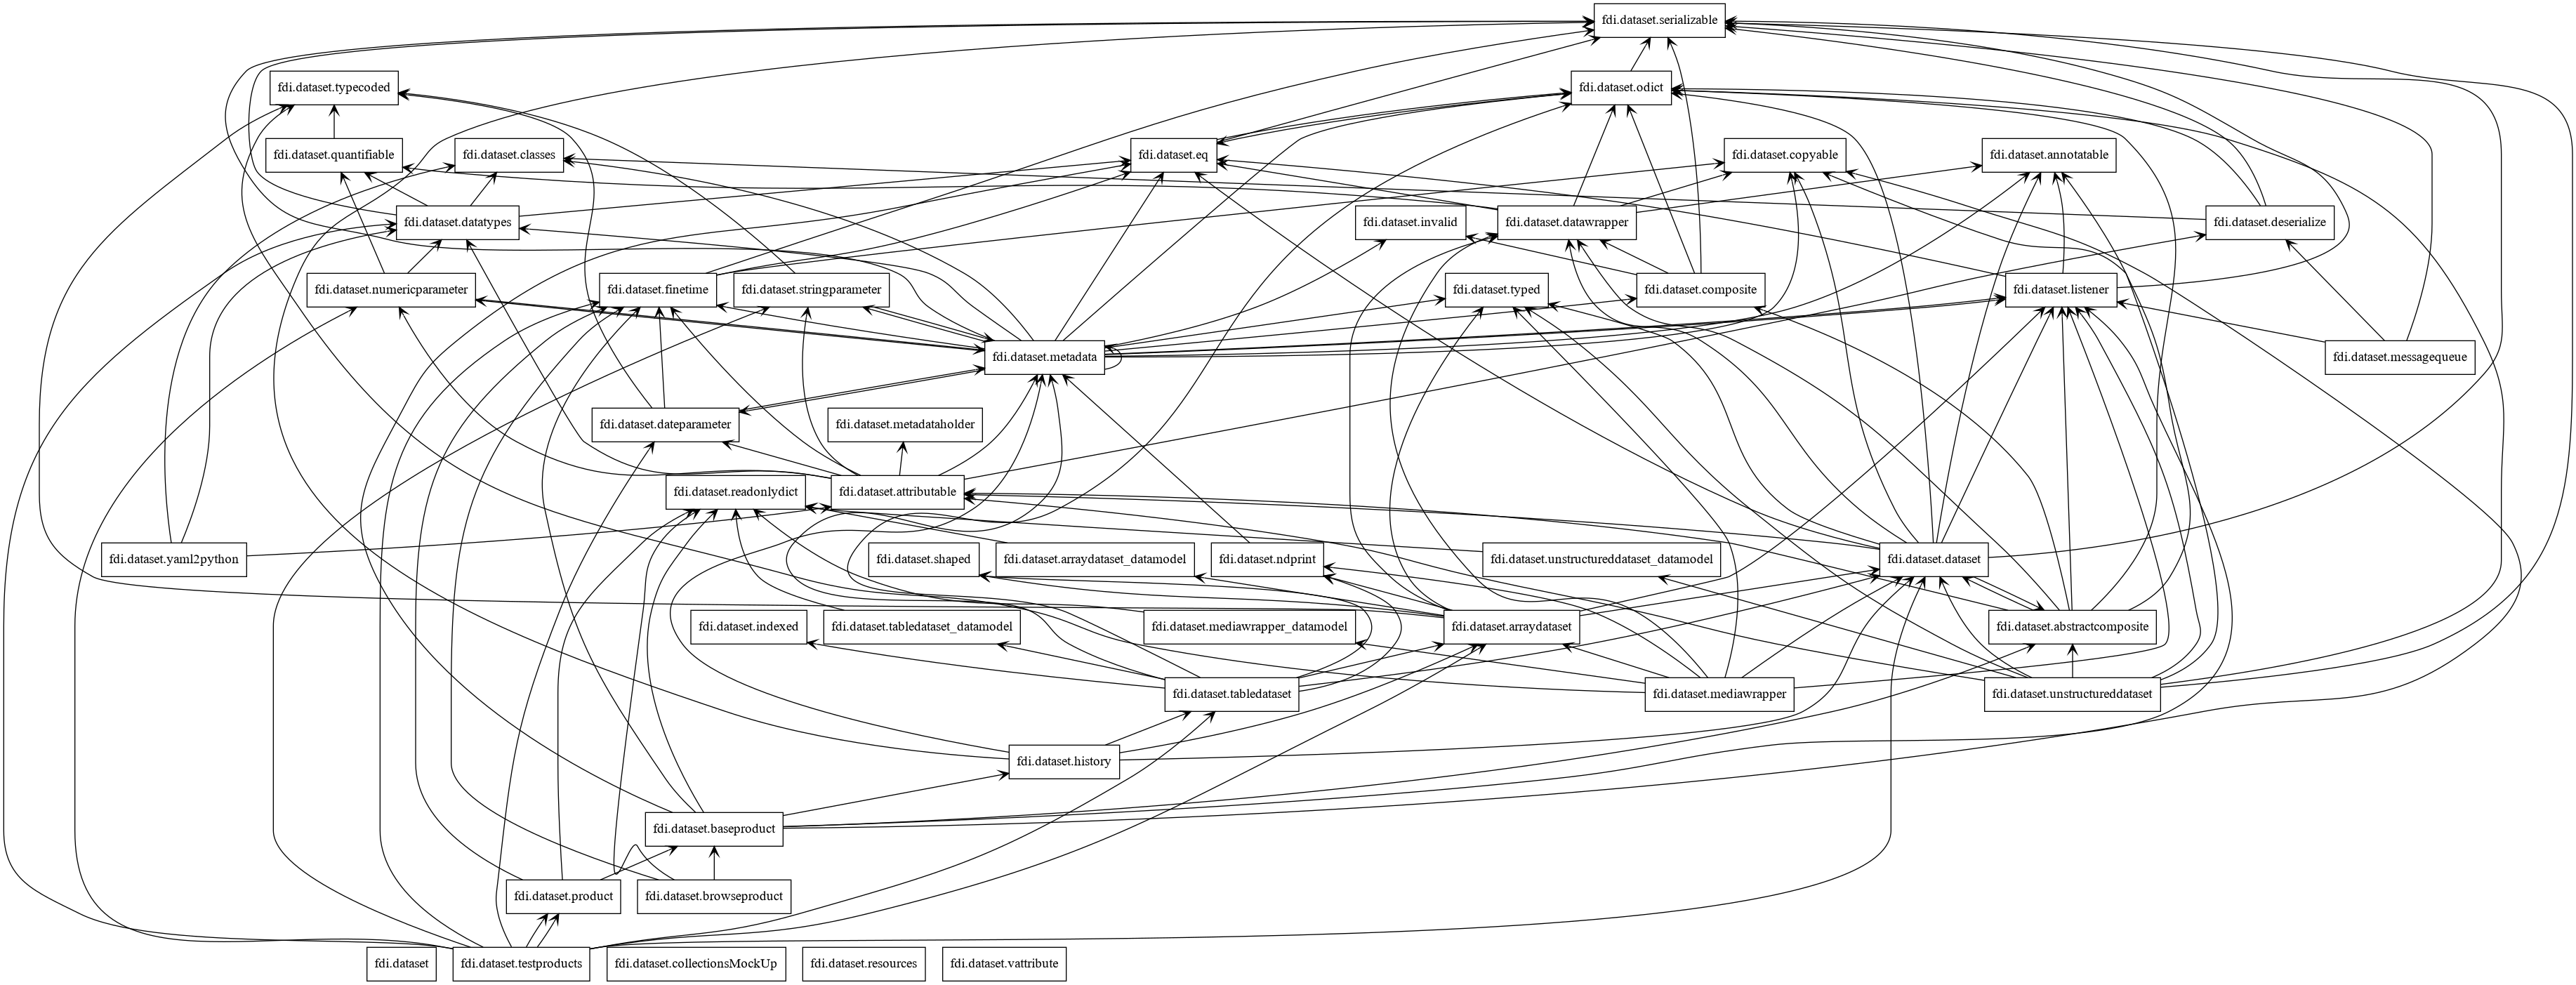 fdi.dataset.serializable
fdi.dataset.typecoded
fdi.dataset.odict
fdi.dataset.quantifiable
fdi.dataset.classes
fdi.dataset.eq
fdi.dataset.copyable
fdi.dataset.annotatable
fdi.dataset.datatypes
fdi.dataset.invalid
fdi.dataset.datawrapper
fdi.dataset.deserialize
fdi.dataset.numericparameter
fdi.dataset.finetime
fdi.dataset.stringparameter
fdi.dataset.typed
fdi.dataset.composite
fdi.dataset.listener
fdi.dataset.metadata
fdi.dataset.messagequeue
fdi.dataset.dateparameter
fdi.dataset.metadataholder
fdi.dataset.readonlydict
fdi.dataset.attributable
fdi.dataset.yaml2python
fdi.dataset.shaped
fdi.dataset.arraydataset_datamodel
fdi.dataset.ndprint
fdi.dataset.unstructureddataset_datamodel
fdi.dataset.dataset
fdi.dataset.indexed
fdi.dataset.tabledataset_datamodel
fdi.dataset.mediawrapper_datamodel
fdi.dataset.arraydataset
fdi.dataset.abstractcomposite
fdi.dataset.tabledataset
fdi.dataset.mediawrapper
fdi.dataset.unstructureddataset
fdi.dataset.history
fdi.dataset.baseproduct
fdi.dataset.product
fdi.dataset.browseproduct
fdi.dataset
fdi.dataset.testproducts
fdi.dataset.collectionsMockUp
fdi.dataset.resources
fdi.dataset.vattribute